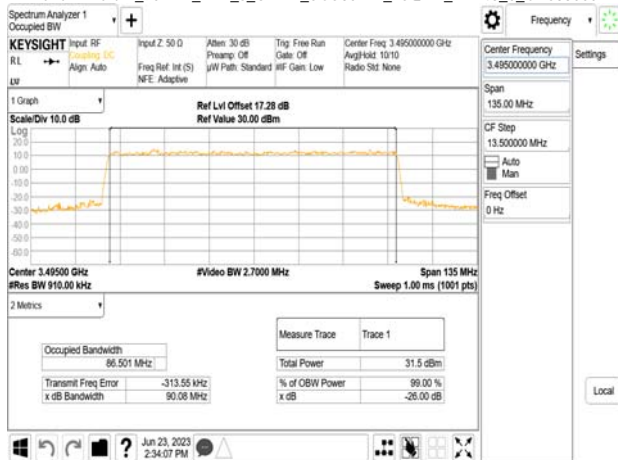 Spectrum Analyzer 1
Occupied BW
Frequency
KEYSIGHT
Input: RF
Coupling: DC
Align: Auto
Input Z: 50 Ω
Freq Ref: Int (S)
NFE: Adaptive
Atten: 30 dB
Preamp: Off
µW Path: Standard
Trig: Free Run
Gate: Off
#IF Gain: Low
Center Freq: 3.495000000 GHz
Avg|Hold: 10/10
Radio Std: None
RL
Center Frequency
3.495000000 GHz
Settings
Span
135.00 MHz
CF Step
13.500000 MHz
Auto
Man
Freq Offset
0 Hz
Local
1 Graph
Scale/Div 10.0 dB
Ref Lvl Offset 17.28 dB
Ref Value 30.00 dBm
Log
20.0
10.0
0.00
-10.0
-20.0
-30.0
-40.0
-50.0
-60.0
Center 3.49500 GHz
#Video BW 2.7000 MHz
Span 135 MHz
#Res BW 910.00 kHz
Sweep 1.00 ms (1001 pts)
2 Metrics
Measure Trace
Trace 1
Occupied Bandwidth
86.501 MHz
Total Power
31.5 dBm
Transmit Freq Error
-313.55 kHz
% of OBW Power
99.00 %
x dB Bandwidth
90.08 MHz
x dB
-26.00 dB
Jun 23, 2023
2:34:07 PM